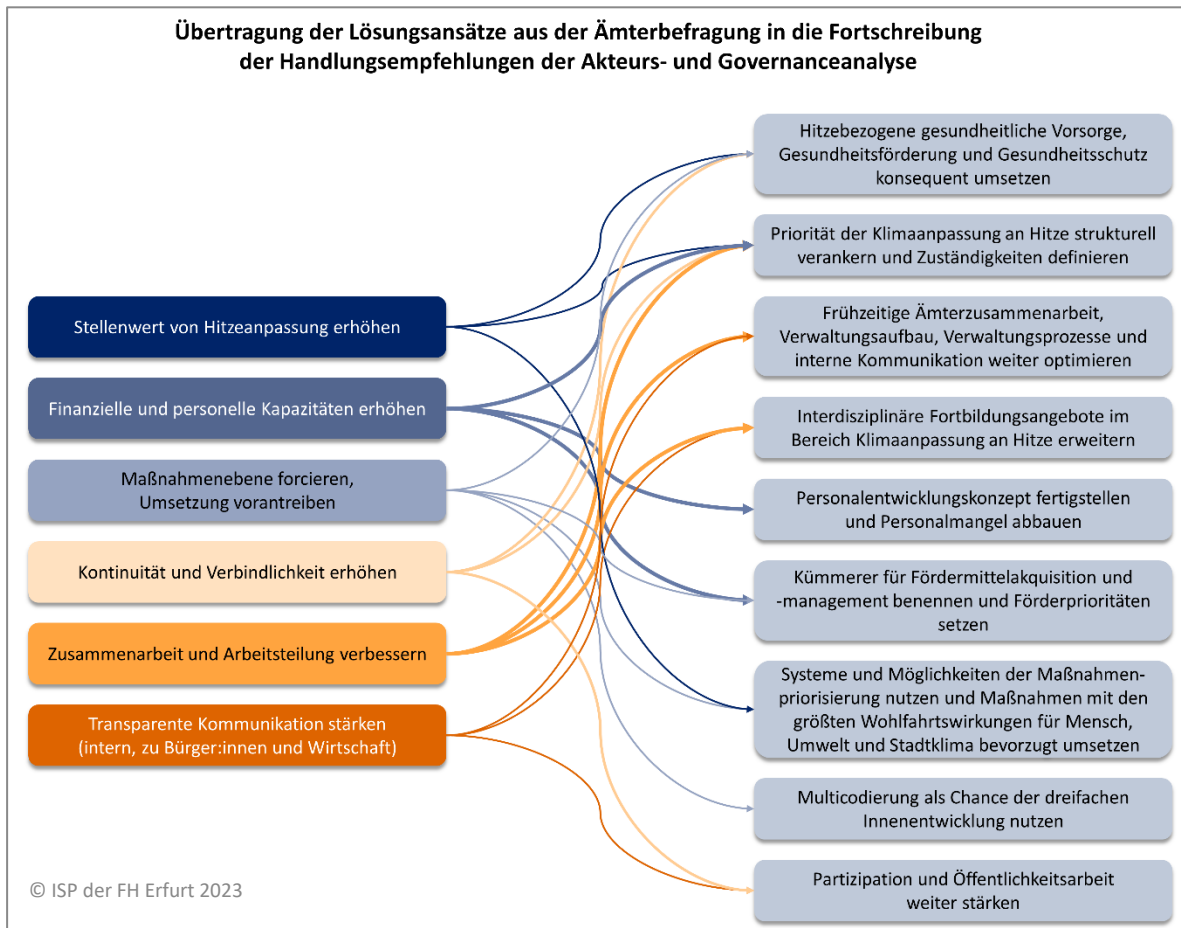 Übertragung der Lösungsansätze aus der Ämterbefragung in die Fortschreibung
der Handlungsempfehlungen der Akteurs- und Governanceanalyse
Stellenwert von Hitzeanpassung erhöhen
Finanzielle und personelle Kapazitäten erhöhen
Maßnahmenebene forcieren,
Umsetzung vorantreiben
Kontinuität und Verbindlichkeit erhöhen
Zusammenarbeit und Arbeitsteilung verbessern
Transparente Kommunikation stärken
(intern, zu Bürger:innen und Wirtschaft)
Hitzebezogene gesundheitliche Vorsorge,
Gesundheitsförderung und Gesundheitsschutz
konsequent umsetzen
Priorität der Klimaanpassung an Hitze strukturell
verankern und Zuständigkeiten definieren
Frühzeitige Ämterzusammenarbeit,
Verwaltungsaufbau, Verwaltungsprozesse und
interne Kommunikation weiter optimieren
Interdisziplinäre Fortbildungsangebote im
Bereich Klimaanpassung an Hitze erweitern
Personalentwicklungskonzept fertigstellen
und Personalmangel abbauen
Kümmerer für Fördermittelakquisition und
-management benennen und Förderprioritäten
setzen
Systeme und Möglichkeiten der Maßnahmen-
priorisierung nutzen und Maßnahmen mit den
größten Wohlfahrtswirkungen für Mensch,
Umwelt und Stadtklima bevorzugt umsetzen
Multicodierung als Chance der dreifachen
Innenentwicklung nutzen
Partizipation und Öffentlichkeitsarbeit
weiter stärken
© ISP der FH Erfurt 2023